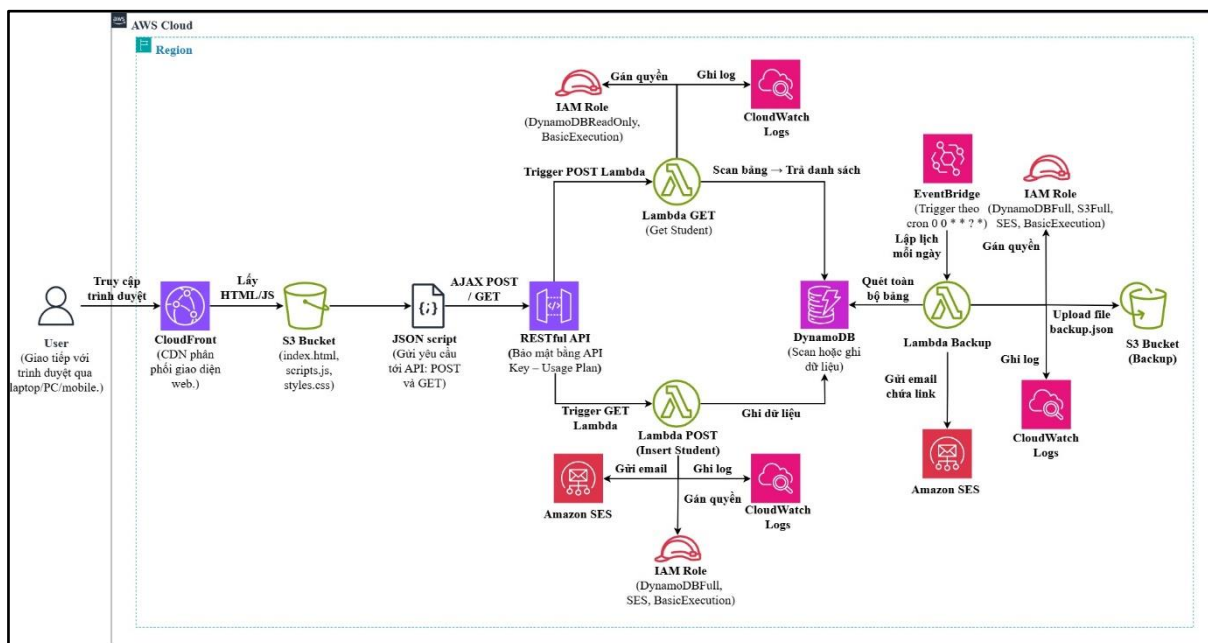 AWS Cloud
Region
Gán quyền
Ghi log
IAM Role
(DynamoDBReadOnly,
BasicExecution)
CloudWatch
Logs
Trigger POST Lambda
Scan bảng → Trả danh sách
Lambda GET
(Get Student)
EventBridge
(Trigger theo
cron 0 0 * * ? *)
IAM Role
(DynamoDBFull, S3Full,
SES, BasicExecution)
Lập lịch
mỗi ngày
Gán quyền
Truy cập
trình duyệt
Lấy
HTML/JS
AJAX POST
/ GET
Quét toàn
bộ bảng
User
(Giao tiếp với
trình duyệt qua
laptop/PC/mobile.)
CloudFront
(CDN phân
phối giao diện
web.)
S3 Bucket
(index.html,
scripts.js,
styles.css)
JSON script
(Gửi yêu cầu
tới API: POST
và GET)
RESTful API
(Bảo mật bằng API
Key – Usage Plan)
DynamoDB
(Scan hoặc ghi
dữ liệu)
Lambda Backup
Upload file
backup.json
S3 Bucket
(Backup)
Ghi log
Gửi email
chứa link
CloudWatch
Logs
Amazon SES
Trigger GET
Lambda
Ghi dữ liệu
Lambda POST
(Insert Student)
Gửi email
Ghi log
Gán quyền
Amazon SES
CloudWatch
Logs
IAM Role
(DynamoDBFull,
SES, BasicExecution)